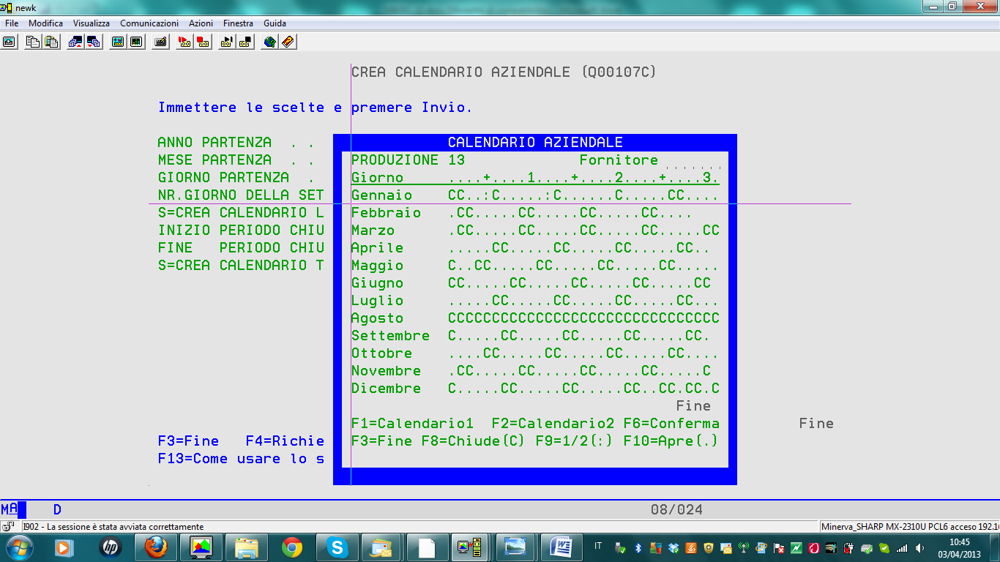 newk
File Modifica Visualizza Comunicazioni Azioni Finestra Guida
CREA CALENDARIO AZIENDALE (Q00107C)
Immettere le scelte e premere Invio.
ANNO PARTENZA . .
MESE PARTENZA . .
GIORNO PARTENZA .
NR.GIORNO DELLA SET
S=CREA CALENDARIO L
INIZIO PERIODO CHIU
FINE PERIODO CHIU
S=CREA CALENDARIO T
CALENDARIO AZIENDALE
PRODUZIONE 13 Fornitore .......
Giorno ....+....1....+....2....+....3.
Gennaio CC..:C.....:C......C.....CC....
Febbraio .CC.....CC.....CC.....CC....
Marzo .CC.....CC.....CC.....CC.....CC
Aprile .....CC.....CC.....CC.....CC..
Maggio C..CC.....CC.....CC.....CC.....
Giugno CC.....CC.....CC.....CC.....CC
Luglio .....CC.....CC.....CC.....CC...
Agosto CCCCCCCCCCCCCCCCCCCCCCCCCCCCCCC
Settembre C.....CC.....CC.....CC.....CC.
Ottobre ....CC.....CC.....CC.....CC....
Novembre .CC.....CC.....CC.....CC.....C
Dicembre C.....CC.....CC.....CC..CC.CC.C
Fine
F1=Calendario1 F2=Calendario2 F6=Conferma
F3=Fine F8=Chiude(C) F9=1/2(:) F10=Apre(.)
Fine
F3=Fine F4=Richie
F13=Come usare lo s
MA D 08/024
I902 - La sessione è stata avviata correttamente
Minerva_SHARP MX-2310U PCL6 acceso 192.16
IT
10:45
03/04/2013